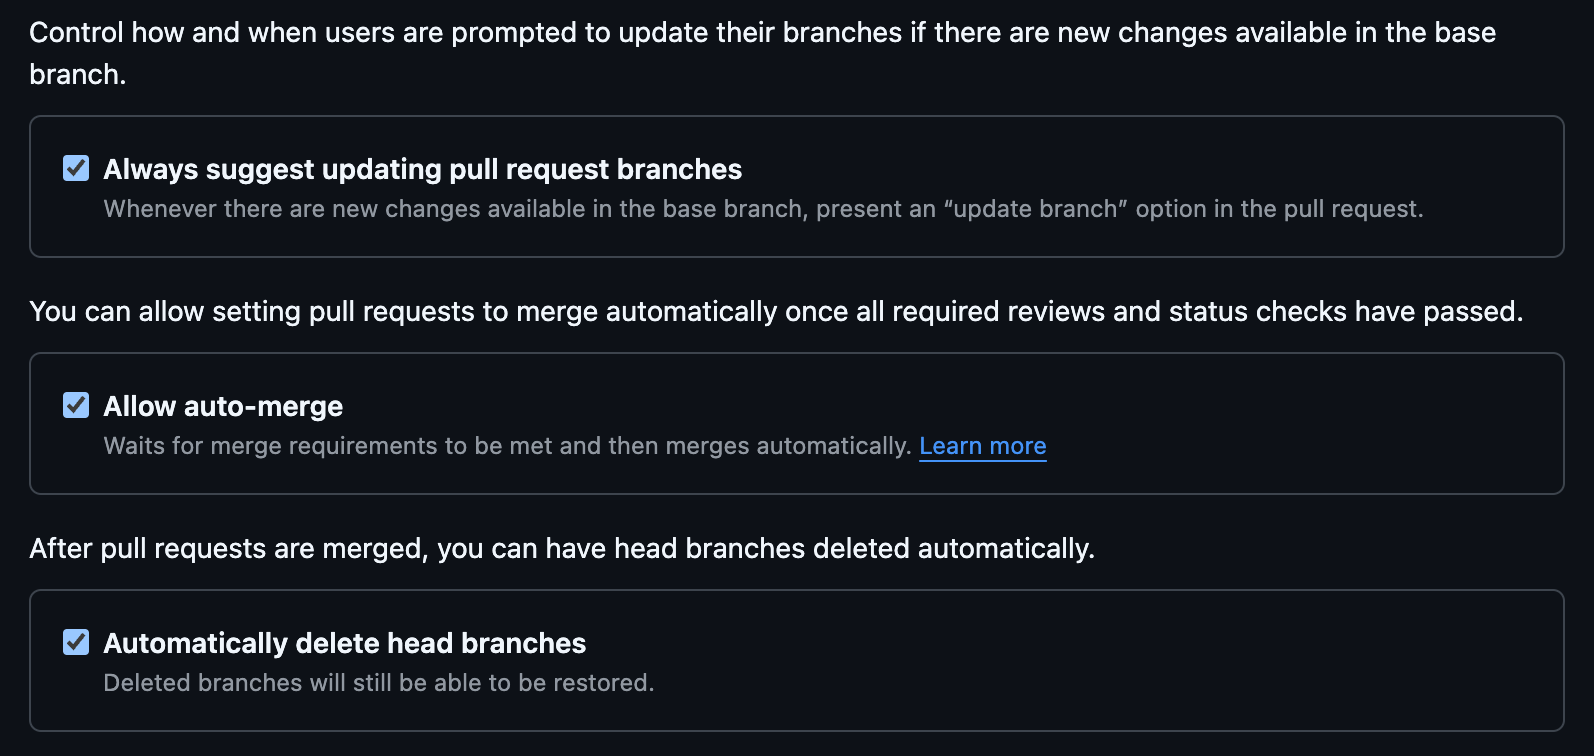 Control how and when users are prompted to update their branches if there are new changes available in the base
branch.
Always suggest updating pull request branches
Whenever there are new changes available in the base branch, present an “update branch” option in the pull request.
You can allow setting pull requests to merge automatically once all required reviews and status checks have passed.
Allow auto-merge
Waits for merge requirements to be met and then merges automatically. Learn more
After pull requests are merged, you can have head branches deleted automatically.
Automatically delete head branches
Deleted branches will still be able to be restored.